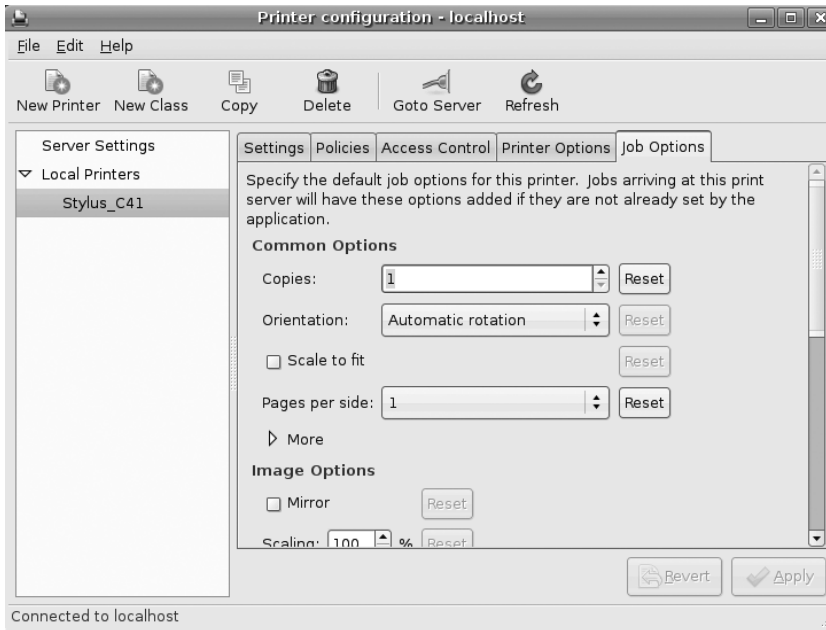 Printer configuration - localhost
File Edit Help
New Printer New Class Copy Delete Goto Server Refresh
Server Settings
Local Printers
Stylus_C41
Settings Policies Access Control Printer Options Job Options
Specify the default job options for this printer. Jobs arriving at this print
server will have these options added if they are not already set by the
application.
Common Options
Copies: 1 Reset
Orientation: Automatic rotation Reset
Scale to fit Reset
Pages per side: 1 Reset
More
Image Options
Mirror Reset
Scaling: 100 % Reset
Revert Apply
Connected to localhost